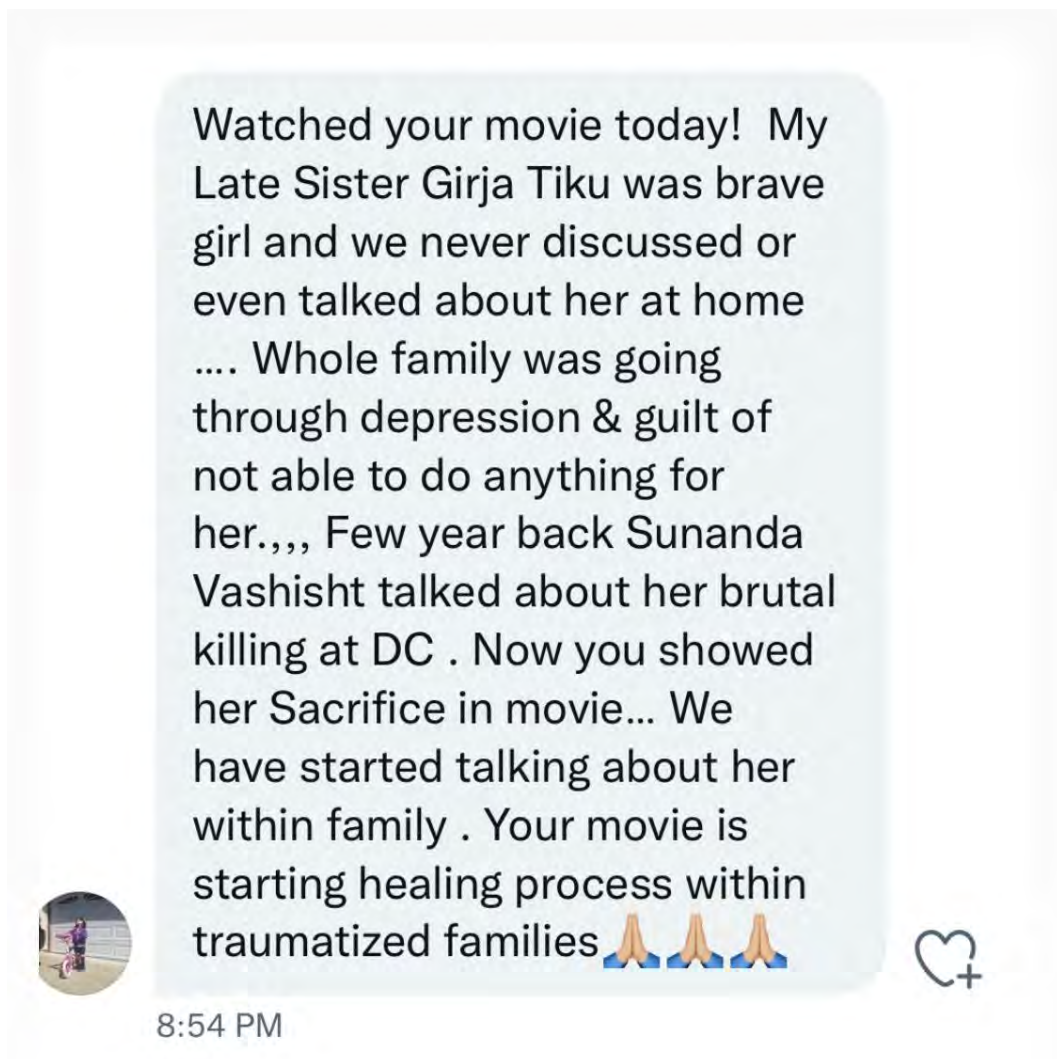 Watched your movie today!  My
Late Sister Girja Tiku was brave
girl and we never discussed or
even talked about her at home
.... Whole family was going
through depression & guilt of
not able to do anything for
her.,,, Few year back Sunanda
Vashisht talked about her brutal
killing at DC . Now you showed
her Sacrifice in movie... We
have started talking about her
within family . Your movie is
starting healing process within
traumatized families🙏🏼🙏🏼🙏🏼
8:54 PM